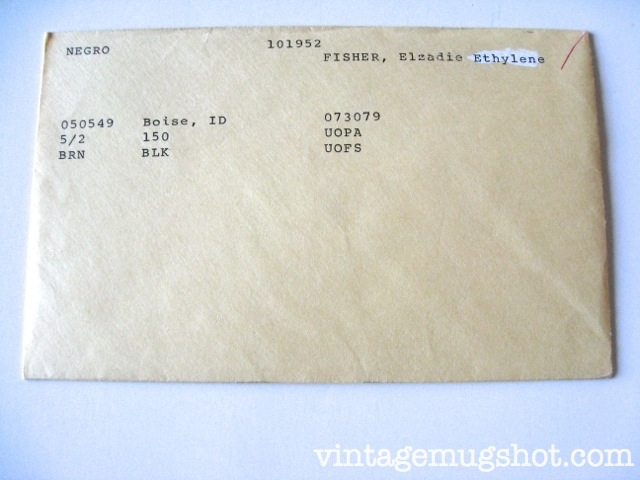 NEGRO 101952
FISHER, Elzadie Ethylene
050549 Boise, ID 073079
5/2 150 UOPA
BRN BLK UOFS
vintagemugshot.com